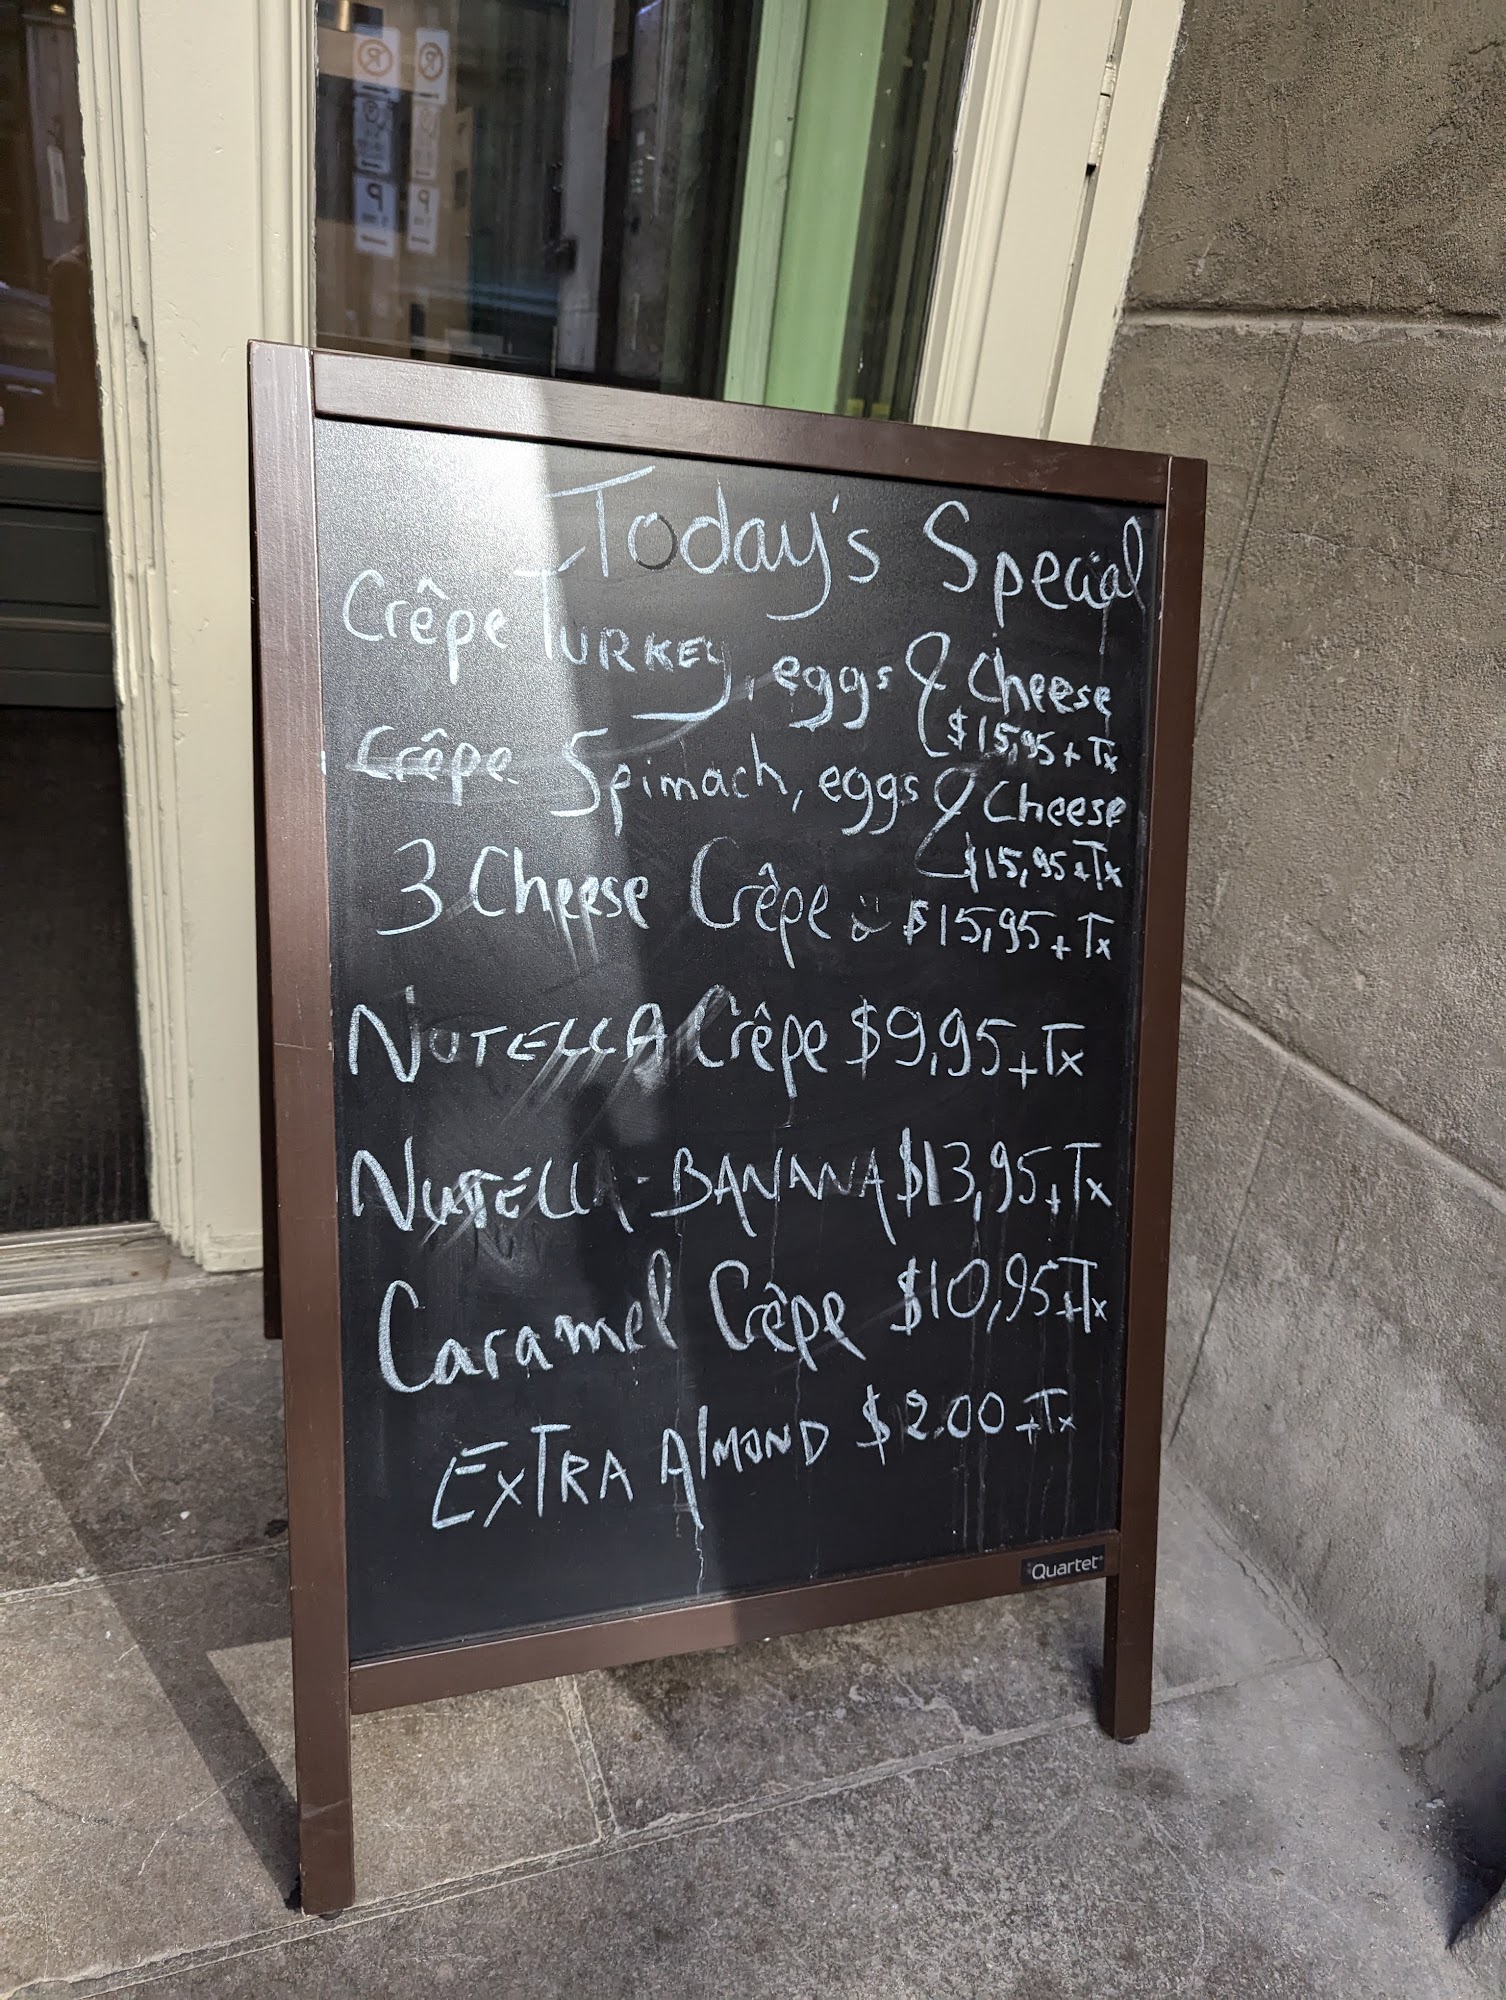 Today's Special
Crêpe TURKEY, eggs & Cheese
$15,95 + Tx
Crêpe Spimach, eggs & Cheese
$15,95 + Tx
3 Cheese Crêpe $15,95 + Tx
NUTELLA Crêpe $9,95 + Tx
NUTELLA - BANANA $13,95 + Tx
Caramel Crêpe $10,95 + Tx
EXTRA AlMOND $2.00 + Tx
Quartet
P
P